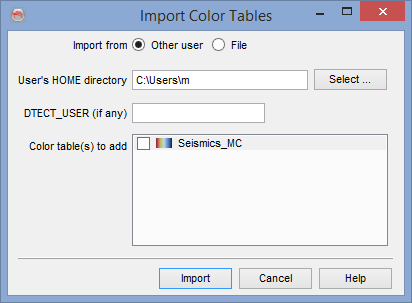 Import Color Tables
Import from Other user File
User's HOME directory C:\Users\m Select ...
DTECT_USER (if any)
Color table(s) to add Seismics_MC
Import Cancel Help